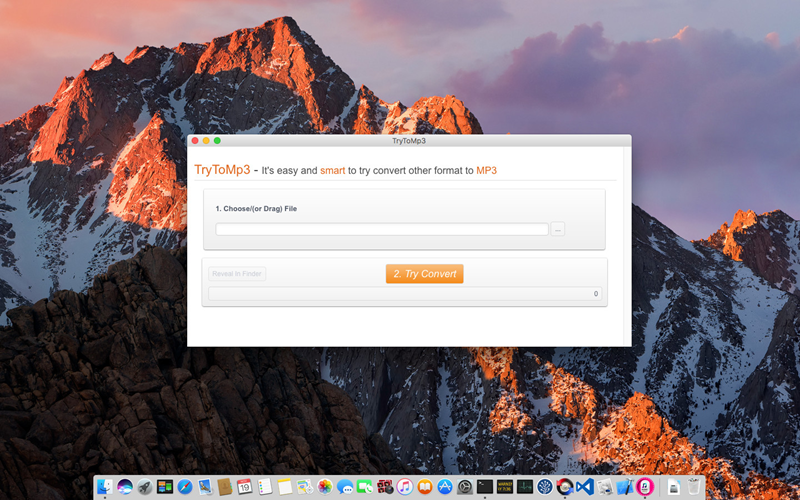 TryToMp3
TryToMp3 - It's easy and smart to try convert other format to MP3
1. Choose/(or Drag) File
...
Reveal in Finder
2. Try Convert
0
19